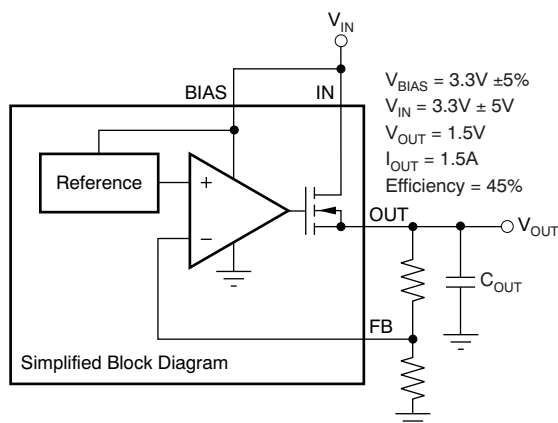 V_IN
BIAS
IN
V_BIAS = 3.3V ±5%
V_IN = 3.3V ± 5V
V_OUT = 1.5V
I_OUT = 1.5A
Efficiency = 45%
Reference
+
−
OUT
V_OUT
C_OUT
FB
Simplified Block Diagram